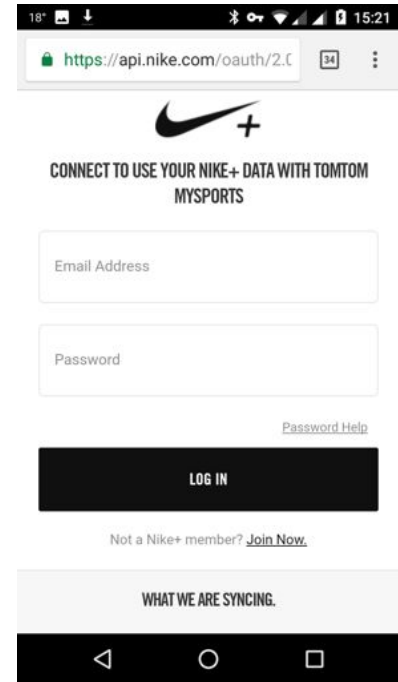 18° 15:21
https://api.nike.com/oauth/2.0 34
CONNECT TO USE YOUR NIKE+ DATA WITH TOMTOM
MYSPORTS
Email Address
Password
Password Help
LOG IN
Not a Nike+ member? Join Now.
WHAT WE ARE SYNCING.